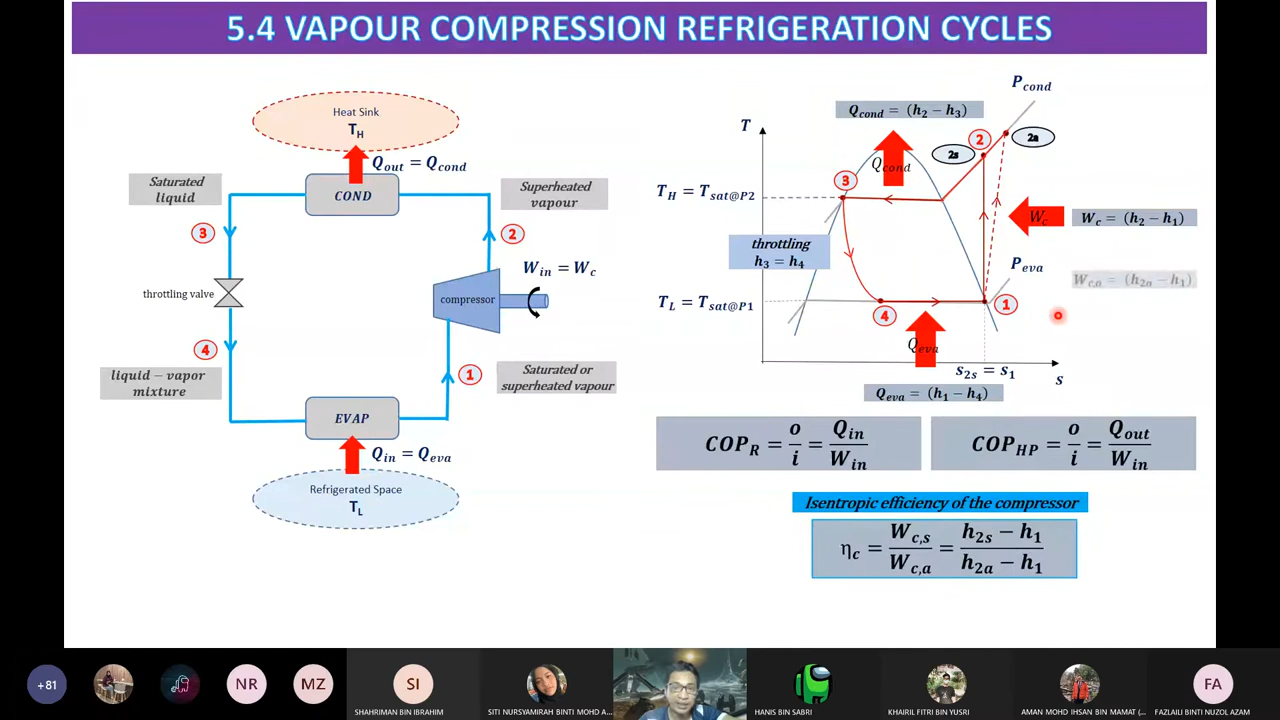 5.4 VAPOUR COMPRESSION REFRIGERATION CYCLES
Heat Sink
T_H
Q_out = Q_cond
Saturated
liquid
COND
Superheated
vapour
3
2
W_in = W_c
throttling valve
compressor
4
1
liquid − vapor
mixture
Saturated or
superheated vapour
EVAP
Q_in = Q_eva
Refrigerated Space
T_L
P_cond
Q_cond = (h_2 − h_3)
T
2
2a
2s
Q_cond
3
T_H = T_sat@P2
W_c
W_c = (h_2 − h_1)
throttling
h_3 = h_4
P_eva
W_c,a = (h_2a − h_1)
T_L = T_sat@P1
4
1
Q_eva
s_2s = s_1
s
Q_eva = (h_1 − h_4)
COP_R = o/i = Q_in/W_in
COP_HP = o/i = Q_out/W_in
Isentropic efficiency of the compressor
η_c = W_c,s/W_c,a = h_2s − h_1/h_2a − h_1
+81
NR
MZ
SI
SHAHRIMAN BIN IBRAHIM
SITI NURSYAMIRAH BINTI MOHD A...
HANIS BIN SABRI
KHAIRIL FITRI BIN YUSRI
AMAN MOHD IHSAN BIN MAMAT (...
FA
FAZLAILI BINTI NUZOL AZAM